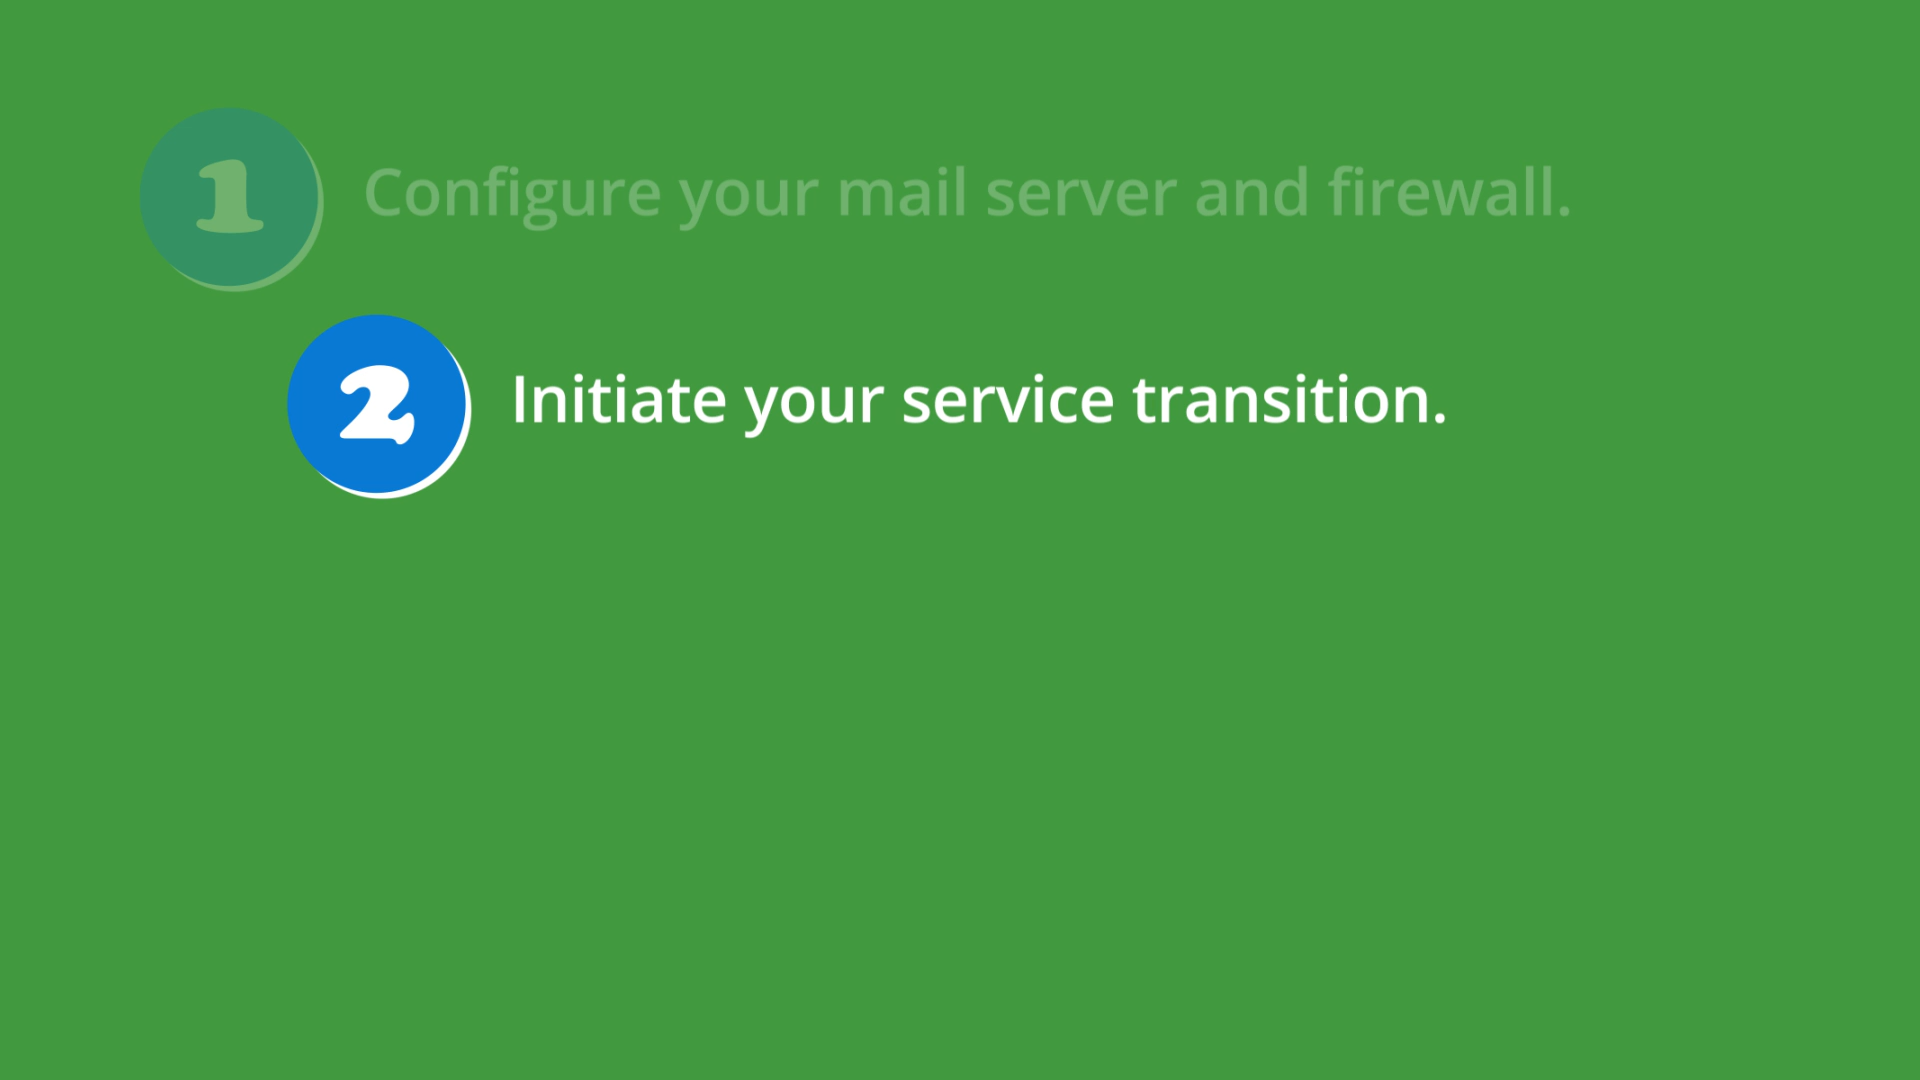 1 Configure your mail server and firewall.
2 Initiate your service transition.